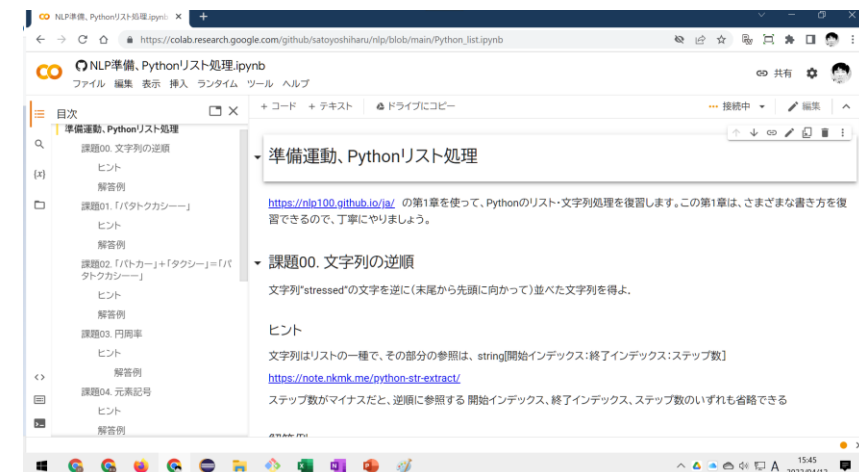 NLP準備、Pythonリスト処理.ipynb
https://colab.research.google.com/github/satoyoshiharu/nlp/blob/main/Python_list.ipynb
NLP準備、Pythonリスト処理.ipynb
ファイル 編集 表示 挿入 ランタイム ツール ヘルプ
共有
目次
+ コード + テキスト ドライブにコピー
接続中
編集
準備運動、Pythonリスト処理
課題00. 文字列の逆順
ヒント
解答例
課題01. 「パタトクカシーー」
ヒント
解答例
課題02. 「パトカー」+「タクシー」=「パ
タトクカシーー」
ヒント
解答例
課題03. 円周率
ヒント
解答例
課題04. 元素記号
ヒント
解答例
準備運動、Pythonリスト処理
https://nlp100.github.io/ja/ の第1章を使って、Pythonのリスト・文字列処理を復習します。この第1章は、さまざまな書き方を復
習できるので、丁寧にやりましょう。
課題00. 文字列の逆順
文字列"stressed"の文字を逆に(末尾から先頭に向かって)並べた文字列を得よ.
ヒント
文字列はリストの一種で、その部分の参照は、string[開始インデックス:終了インデックス:ステップ数]
https://note.nkmk.me/python-str-extract/
ステップ数がマイナスだと、逆順に参照する 開始インデックス、終了インデックス、ステップ数のいずれも省略できる
15:45